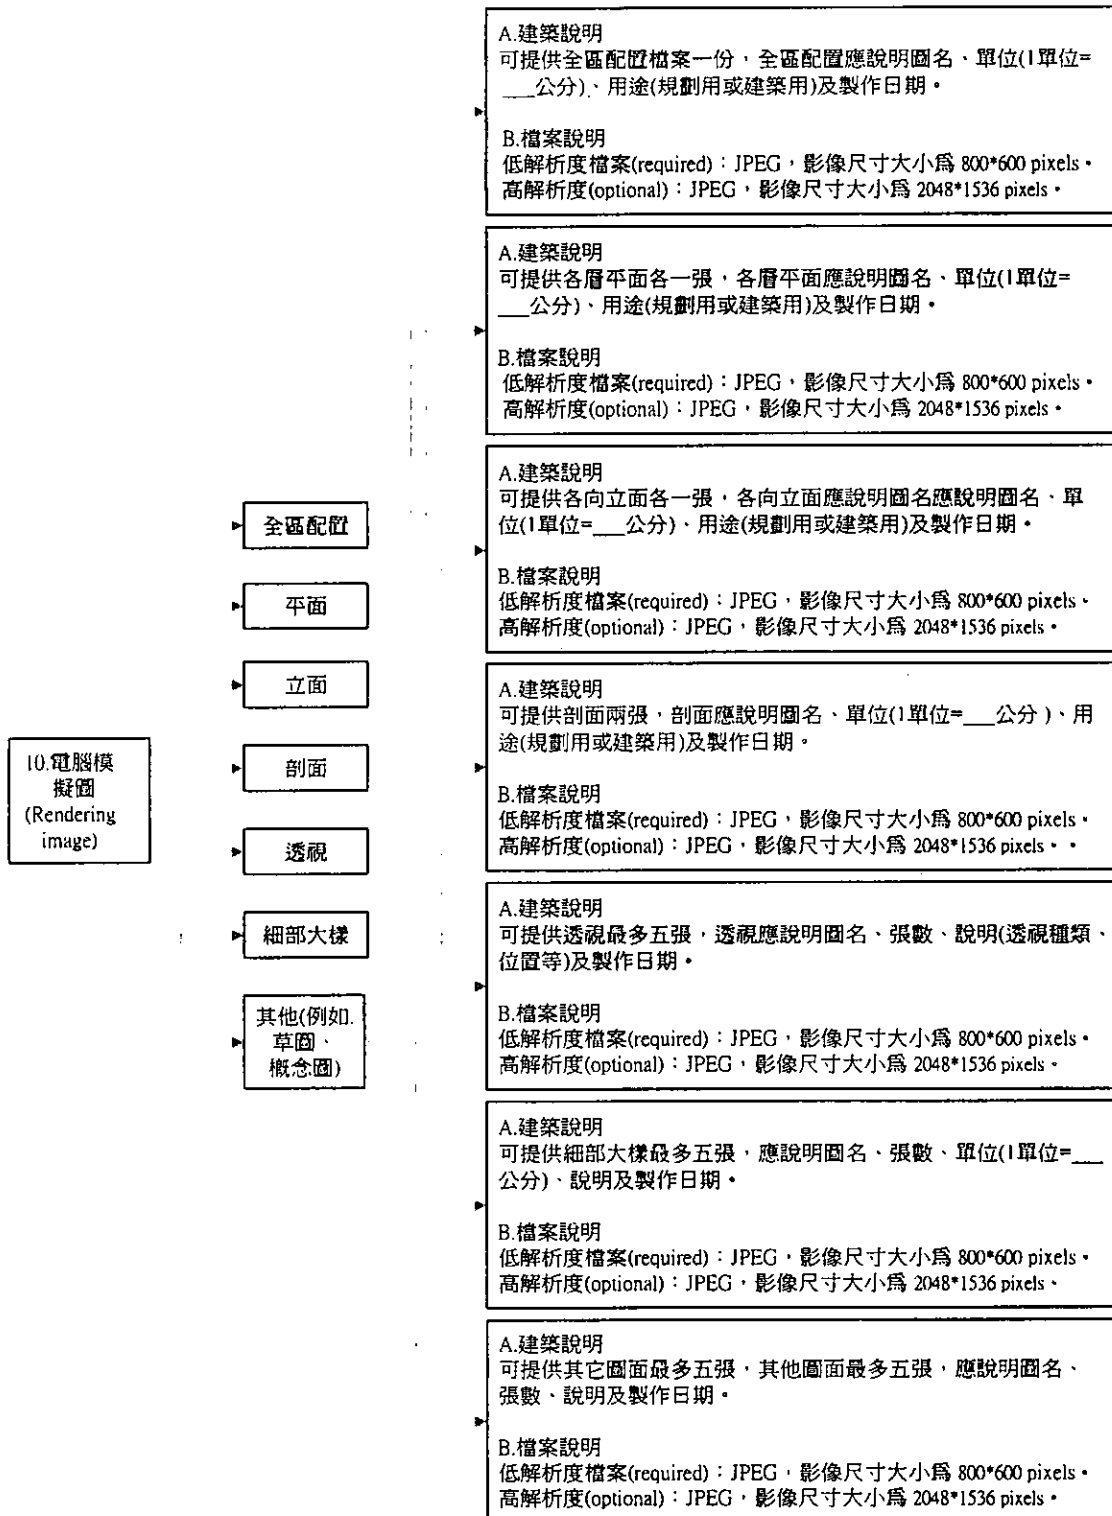 10.電腦模
擬圖
(Rendering
image)
全區配置
平面
立面
剖面
透視
細部大樣
其他(例如.
草圖、
概念圖)
A.建築說明
可提供全區配置檔案一份，全區配置應說明圖名、單位(1單位=
___公分)、用途(規劃用或建築用)及製作日期。
B.檔案說明
低解析度檔案(required)：JPEG，影像尺寸大小為 800*600 pixels。
高解析度(optional)：JPEG，影像尺寸大小為 2048*1536 pixels。
A.建築說明
可提供各層平面各一張，各層平面應說明圖名、單位(1單位=
___公分)、用途(規劃用或建築用)及製作日期。
B.檔案說明
低解析度檔案(required)：JPEG，影像尺寸大小為 800*600 pixels。
高解析度(optional)：JPEG，影像尺寸大小為 2048*1536 pixels。
A.建築說明
可提供各向立面各一張，各向立面應說明圖名應說明圖名、單
位(1單位=___公分)、用途(規劃用或建築用)及製作日期。
B.檔案說明
低解析度檔案(required)：JPEG，影像尺寸大小為 800*600 pixels。
高解析度(optional)：JPEG，影像尺寸大小為 2048*1536 pixels。
A.建築說明
可提供剖面兩張，剖面應說明圖名、單位(1單位=___公分)、用
途(規劃用或建築用)及製作日期。
B.檔案說明
低解析度檔案(required)：JPEG，影像尺寸大小為 800*600 pixels。
高解析度(optional)：JPEG，影像尺寸大小為 2048*1536 pixels。。
A.建築說明
可提供透視最多五張，透視應說明圖名、張數、說明(透視種類、
位置等)及製作日期。
B.檔案說明
低解析度檔案(required)：JPEG，影像尺寸大小為 800*600 pixels。
高解析度(optional)：JPEG，影像尺寸大小為 2048*1536 pixels。
A.建築說明
可提供細部大樣最多五張，應說明圖名、張數、單位(1單位=___
公分)、說明及製作日期。
B.檔案說明
低解析度檔案(required)：JPEG，影像尺寸大小為 800*600 pixels。
高解析度(optional)：JPEG，影像尺寸大小為 2048*1536 pixels。
A.建築說明
可提供其它圖面最多五張，其他圖面最多五張，應說明圖名、
張數、說明及製作日期。
B.檔案說明
低解析度檔案(required)：JPEG，影像尺寸大小為 800*600 pixels。
高解析度(optional)：JPEG，影像尺寸大小為 2048*1536 pixels。